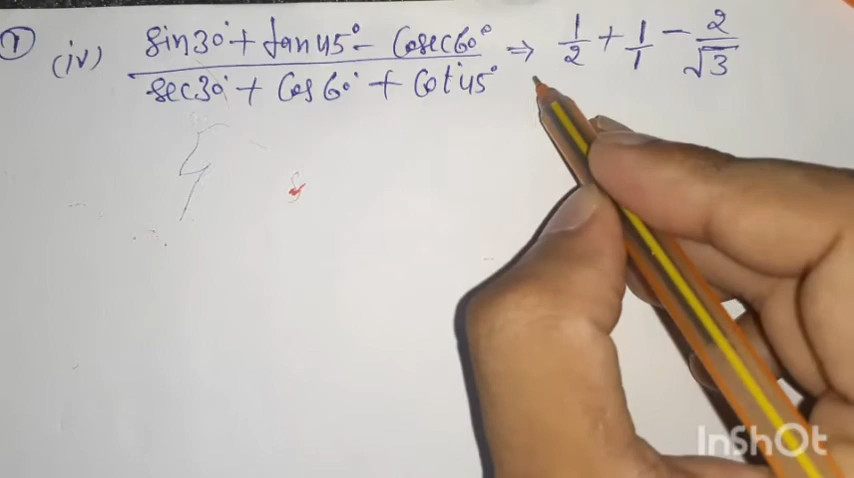 ① (iv) sin30° + tan45° - Cosec60° ⇒ 1/2 + 1/1 - 2/√3
sec30° + Cos60° + Cot45°
InShOt